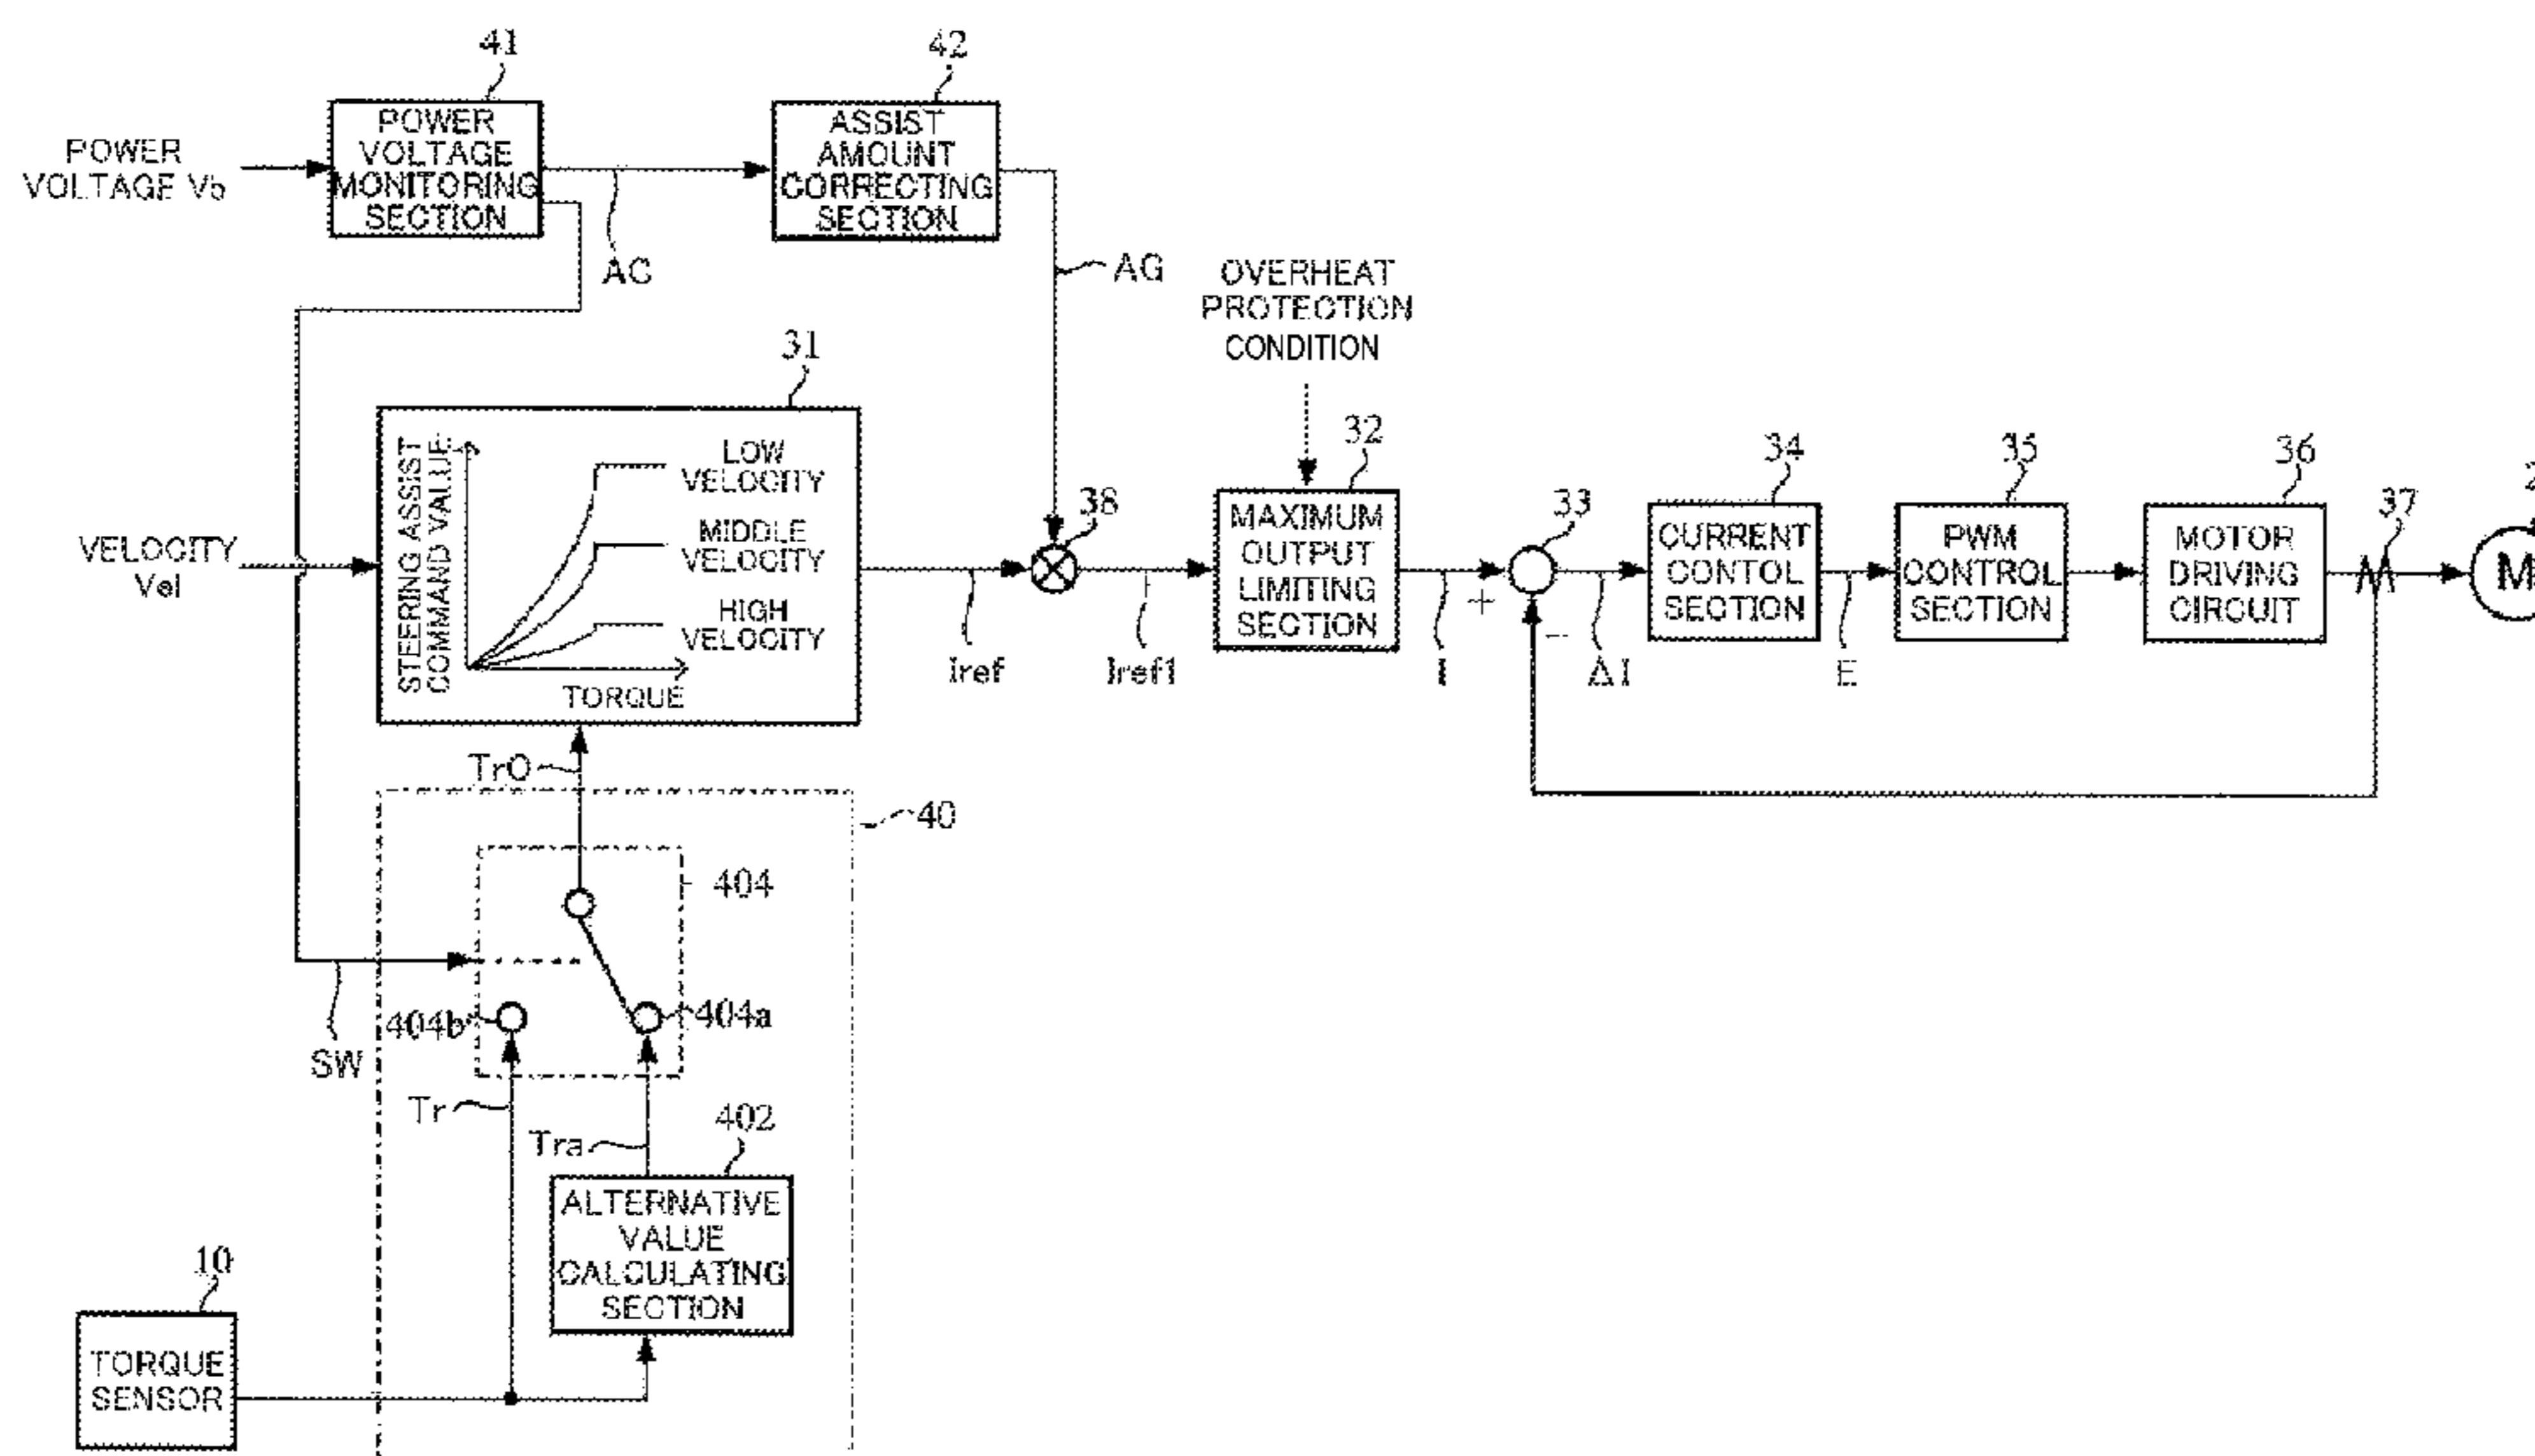 41
42
POWER
VOLTAGE Vb
POWER
VOLTAGE
MONITORING
SECTION
ASSIST
AMOUNT
CORRECTING
SECTION
AC
AG
OVERHEAT
PROTECTION
CONDITION
31
32
STEERING ASSIST
COMMAND VALUE
LOW
VELOCITY
MIDDLE
VELOCITY
HIGH
VELOCITY
TORQUE
VELOCITY
Vel
38
Iref
Iref1
MAXIMUM
OUTPUT
LIMITING
SECTION
I
+
-
33
ΔI
34
CURRENT
CONTOL
SECTION
E
35
PWM
CONTROL
SECTION
36
MOTOR
DRIVING
CIRCUIT
37
M
Tr0
40
404
404b
404a
SW
Tr
Tra
402
ALTERNATIVE
VALUE
CALCULATING
SECTION
10
TORQUE
SENSOR